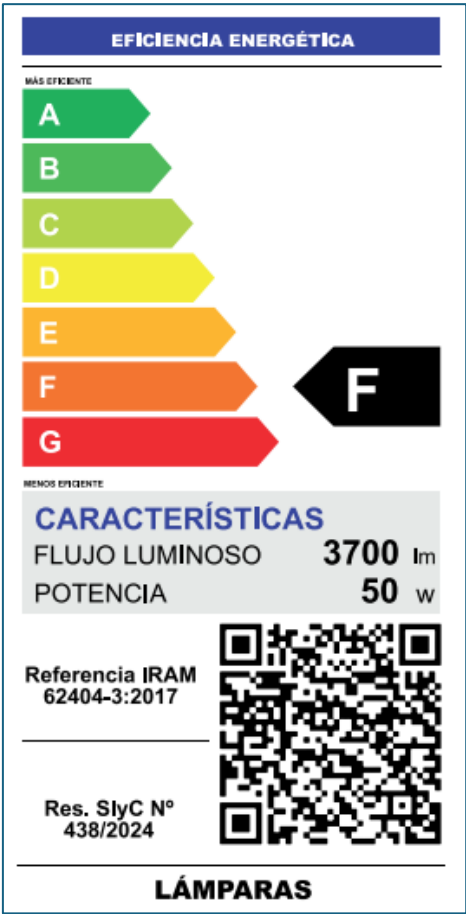 EFICIENCIA ENERGÉTICA
MÁS EFICIENTE
A
B
C
D
E
F
F
G
MENOS EFICIENTE
CARACTERÍSTICAS
FLUJO LUMINOSO 3700 lm
POTENCIA 50 w
Referencia IRAM
62404-3:2017
Res. SIyC Nº
438/2024
LÁMPARAS